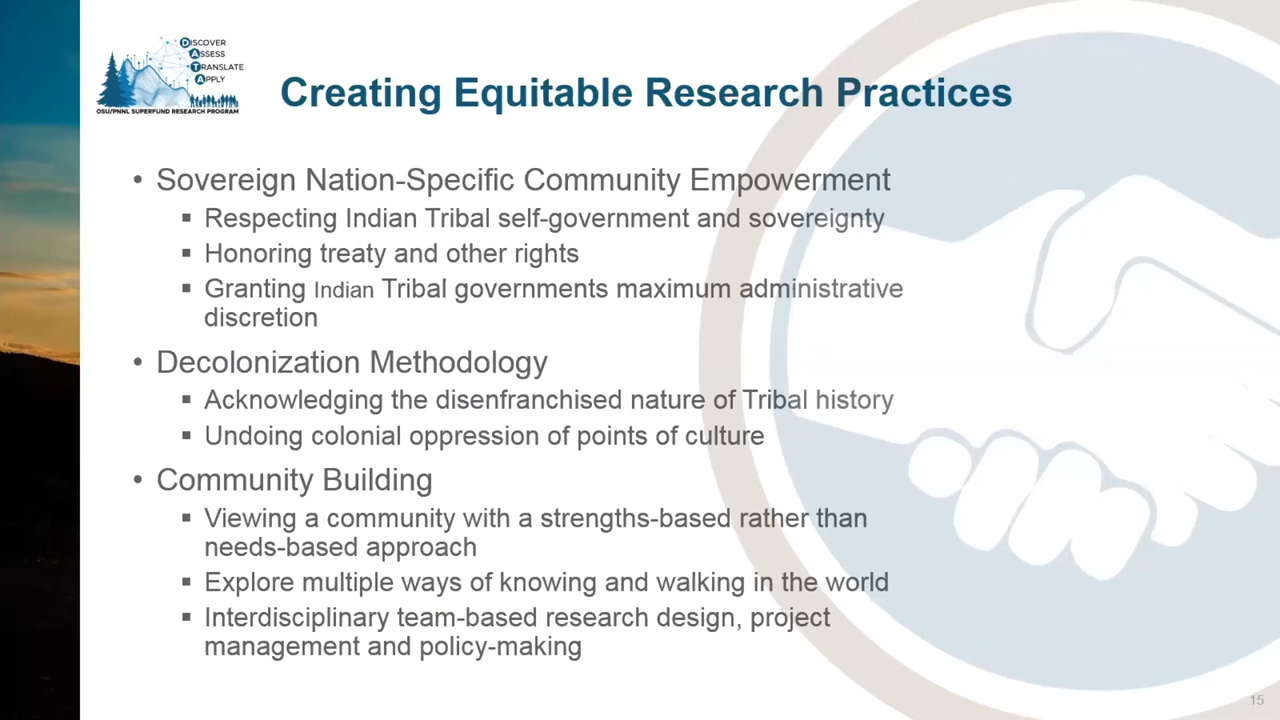 DISCOVER
ASSESS
TRANSLATE
APPLY
OSU/PNNL SUPERFUND RESEARCH PROGRAM
Creating Equitable Research Practices
• Sovereign Nation-Specific Community Empowerment
▪ Respecting Indian Tribal self-government and sovereignty
▪ Honoring treaty and other rights
▪ Granting Indian Tribal governments maximum administrative
discretion
• Decolonization Methodology
▪ Acknowledging the disenfranchised nature of Tribal history
▪ Undoing colonial oppression of points of culture
• Community Building
▪ Viewing a community with a strengths-based rather than
needs-based approach
▪ Explore multiple ways of knowing and walking in the world
▪ Interdisciplinary team-based research design, project
management and policy-making
15